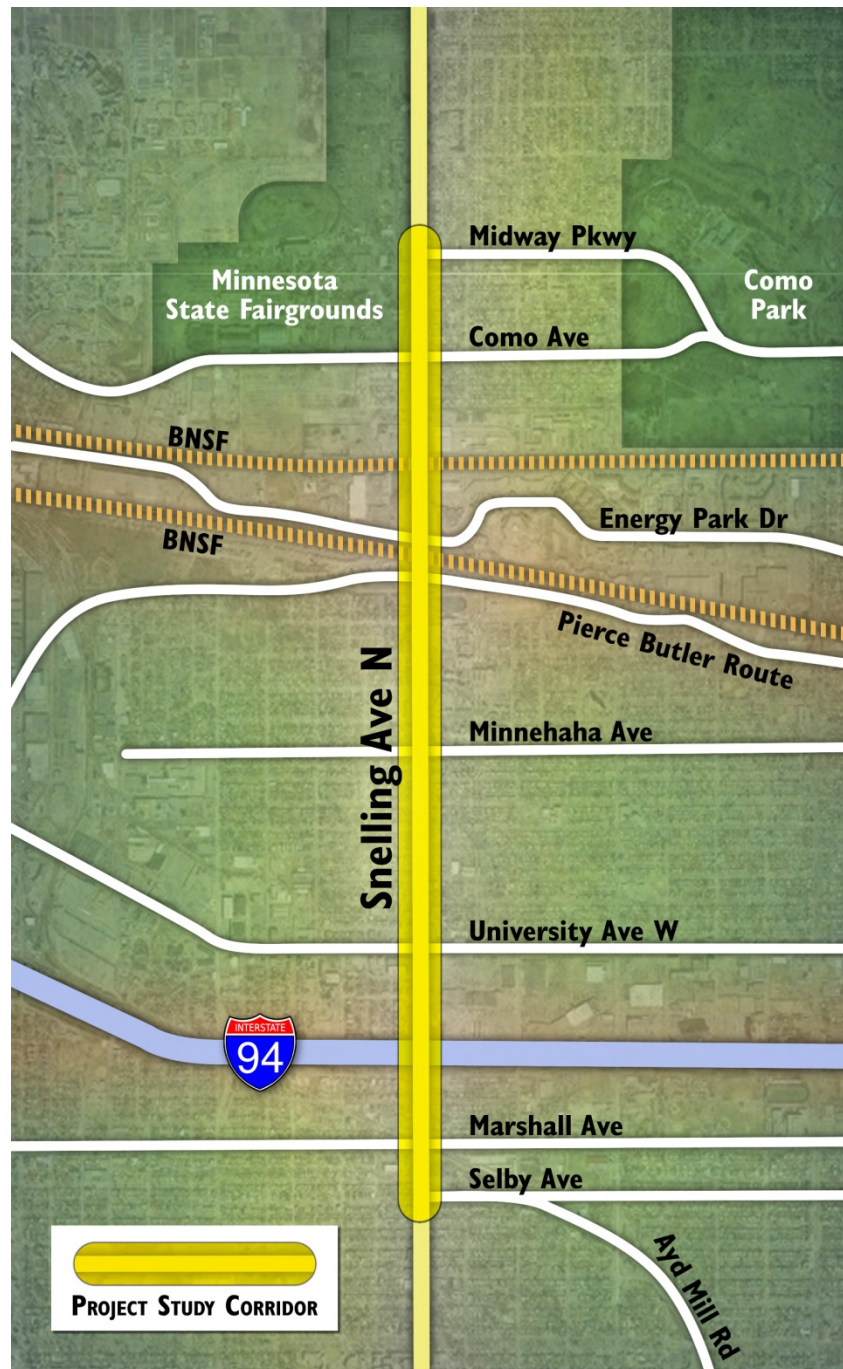 Midway Pkwy
Minnesota
State Fairgrounds
Como
Park
Como Ave
BNSF
Energy Park Dr
BNSF
Pierce Butler Route
Snelling Ave N
Minnehaha Ave
University Ave W
INTERSTATE
94
Marshall Ave
Selby Ave
Ayd Mill Rd
PROJECT STUDY CORRIDOR